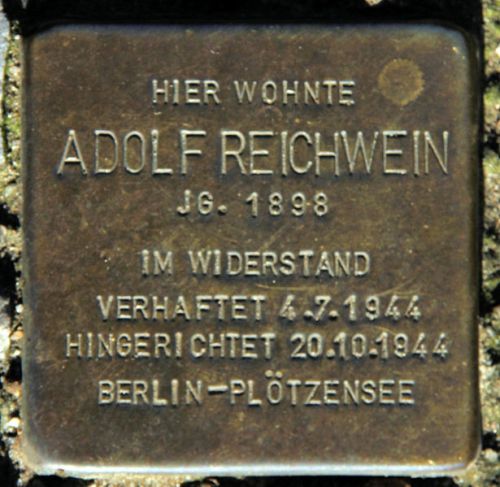 HIER WOHNTE
ADOLF REICHWEIN
JG. 1898
IM WIDERSTAND
VERHAFTET 4.7.1944
HINGERICHTET 20.10.1944
BERLIN-PLÖTZENSEE